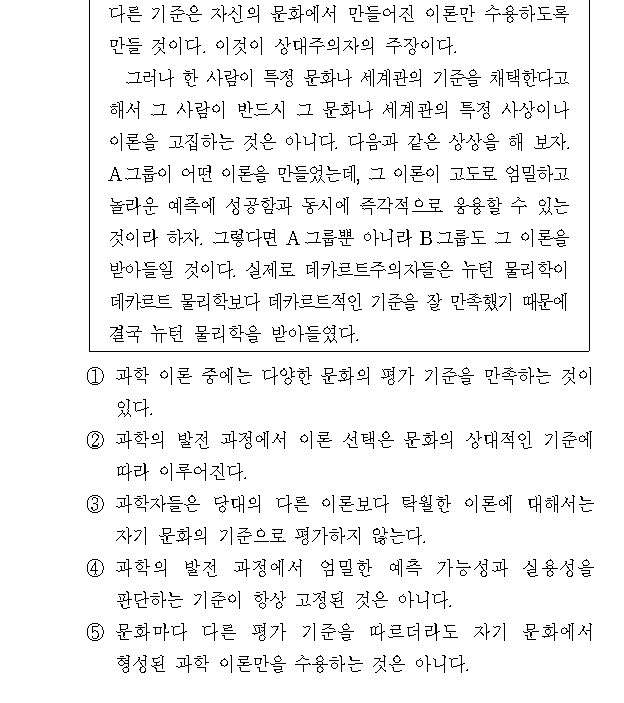 다른 기준은 자신의 문화에서 만들어진 이론만 수용하도록
만들 것이다. 이것이 상대주의자의 주장이다.
그러나 한 사람이 특정 문화나 세계관의 기준을 채택한다고
해서 그 사람이 반드시 그 문화나 세계관의 특정 사상이나
이론을 고집하는 것은 아니다. 다음과 같은 상상을 해 보자.
A그룹이 어떤 이론을 만들었는데, 그 이론이 고도로 엄밀하고
놀라운 예측에 성공함과 동시에 즉각적으로 응용할 수 있는
것이라 하자. 그렇다면 A그룹뿐 아니라 B그룹도 그 이론을
받아들일 것이다. 실제로 데카르트주의자들은 뉴턴 물리학이
데카르트 물리학보다 데카르트적인 기준을 잘 만족했기 때문에
결국 뉴턴 물리학을 받아들였다.
① 과학 이론 중에는 다양한 문화의 평가 기준을 만족하는 것이
있다.
② 과학의 발전 과정에서 이론 선택은 문화의 상대적인 기준에
따라 이루어진다.
③ 과학자들은 당대의 다른 이론보다 탁월한 이론에 대해서는
자기 문화의 기준으로 평가하지 않는다.
④ 과학의 발전 과정에서 엄밀한 예측 가능성과 실용성을
판단하는 기준이 항상 고정된 것은 아니다.
⑤ 문화마다 다른 평가 기준을 따르더라도 자기 문화에서
형성된 과학 이론만을 수용하는 것은 아니다.